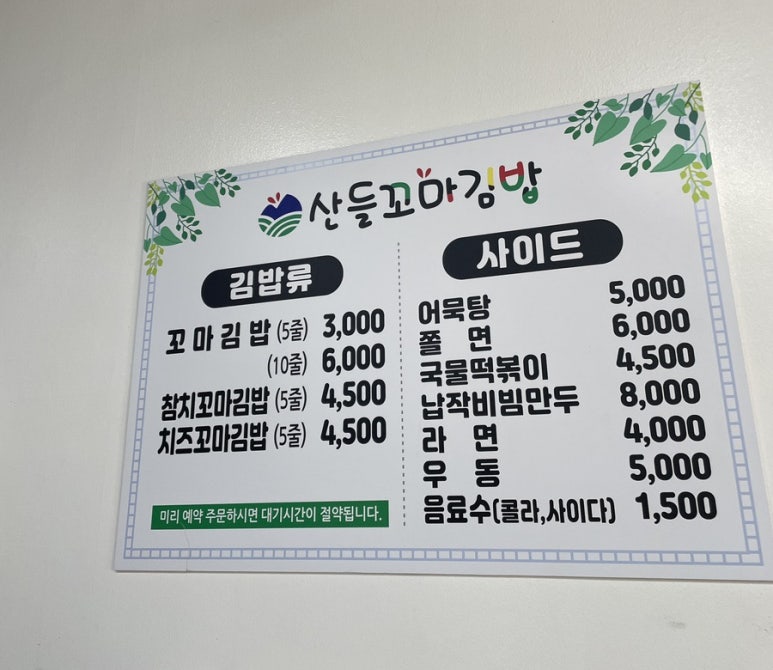 산들꼬마김밥
김밥류
꼬마김밥 (5줄) 3,000
(10줄) 6,000
참치꼬마김밥 (5줄) 4,500
치즈꼬마김밥 (5줄) 4,500
미리 예약 주문하시면 대기시간이 절약됩니다.
사이드
어묵탕 5,000
쫄면 6,000
국물떡볶이 4,500
납작비빔만두 8,000
라면 4,000
우동 5,000
음료수(콜라,사이다) 1,500